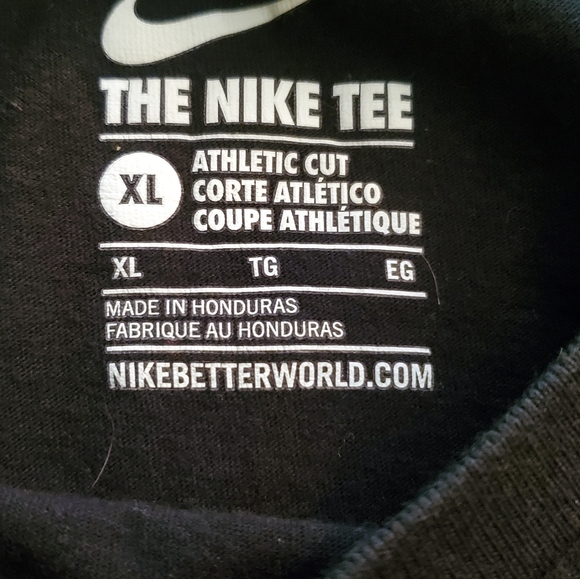 THE NIKE TEE
XL
ATHLETIC CUT
CORTE ATLÉTICO
COUPE ATHLÉTIQUE
XL TG EG
MADE IN HONDURAS
FABRIQUE AU HONDURAS
NIKEBETTERWORLD.COM